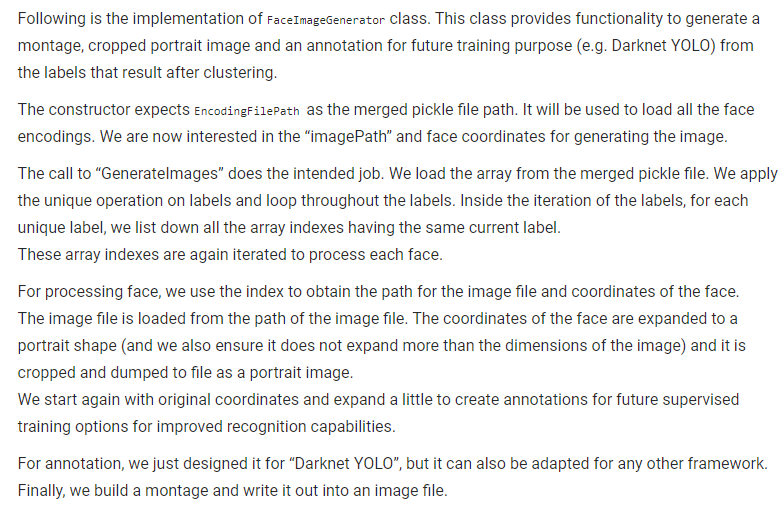 Following is the implementation of FaceImageGenerator class. This class provides functionality to generate a
montage, cropped portrait image and an annotation for future training purpose (e.g. Darknet YOLO) from
the labels that result after clustering.
The constructor expects EncodingFilePath as the merged pickle file path. It will be used to load all the face
encodings. We are now interested in the “imagePath” and face coordinates for generating the image.
The call to “GenerateImages” does the intended job. We load the array from the merged pickle file. We apply
the unique operation on labels and loop throughout the labels. Inside the iteration of the labels, for each
unique label, we list down all the array indexes having the same current label.
These array indexes are again iterated to process each face.
For processing face, we use the index to obtain the path for the image file and coordinates of the face.
The image file is loaded from the path of the image file. The coordinates of the face are expanded to a
portrait shape (and we also ensure it does not expand more than the dimensions of the image) and it is
cropped and dumped to file as a portrait image.
We start again with original coordinates and expand a little to create annotations for future supervised
training options for improved recognition capabilities.
For annotation, we just designed it for “Darknet YOLO”, but it can also be adapted for any other framework.
Finally, we build a montage and write it out into an image file.